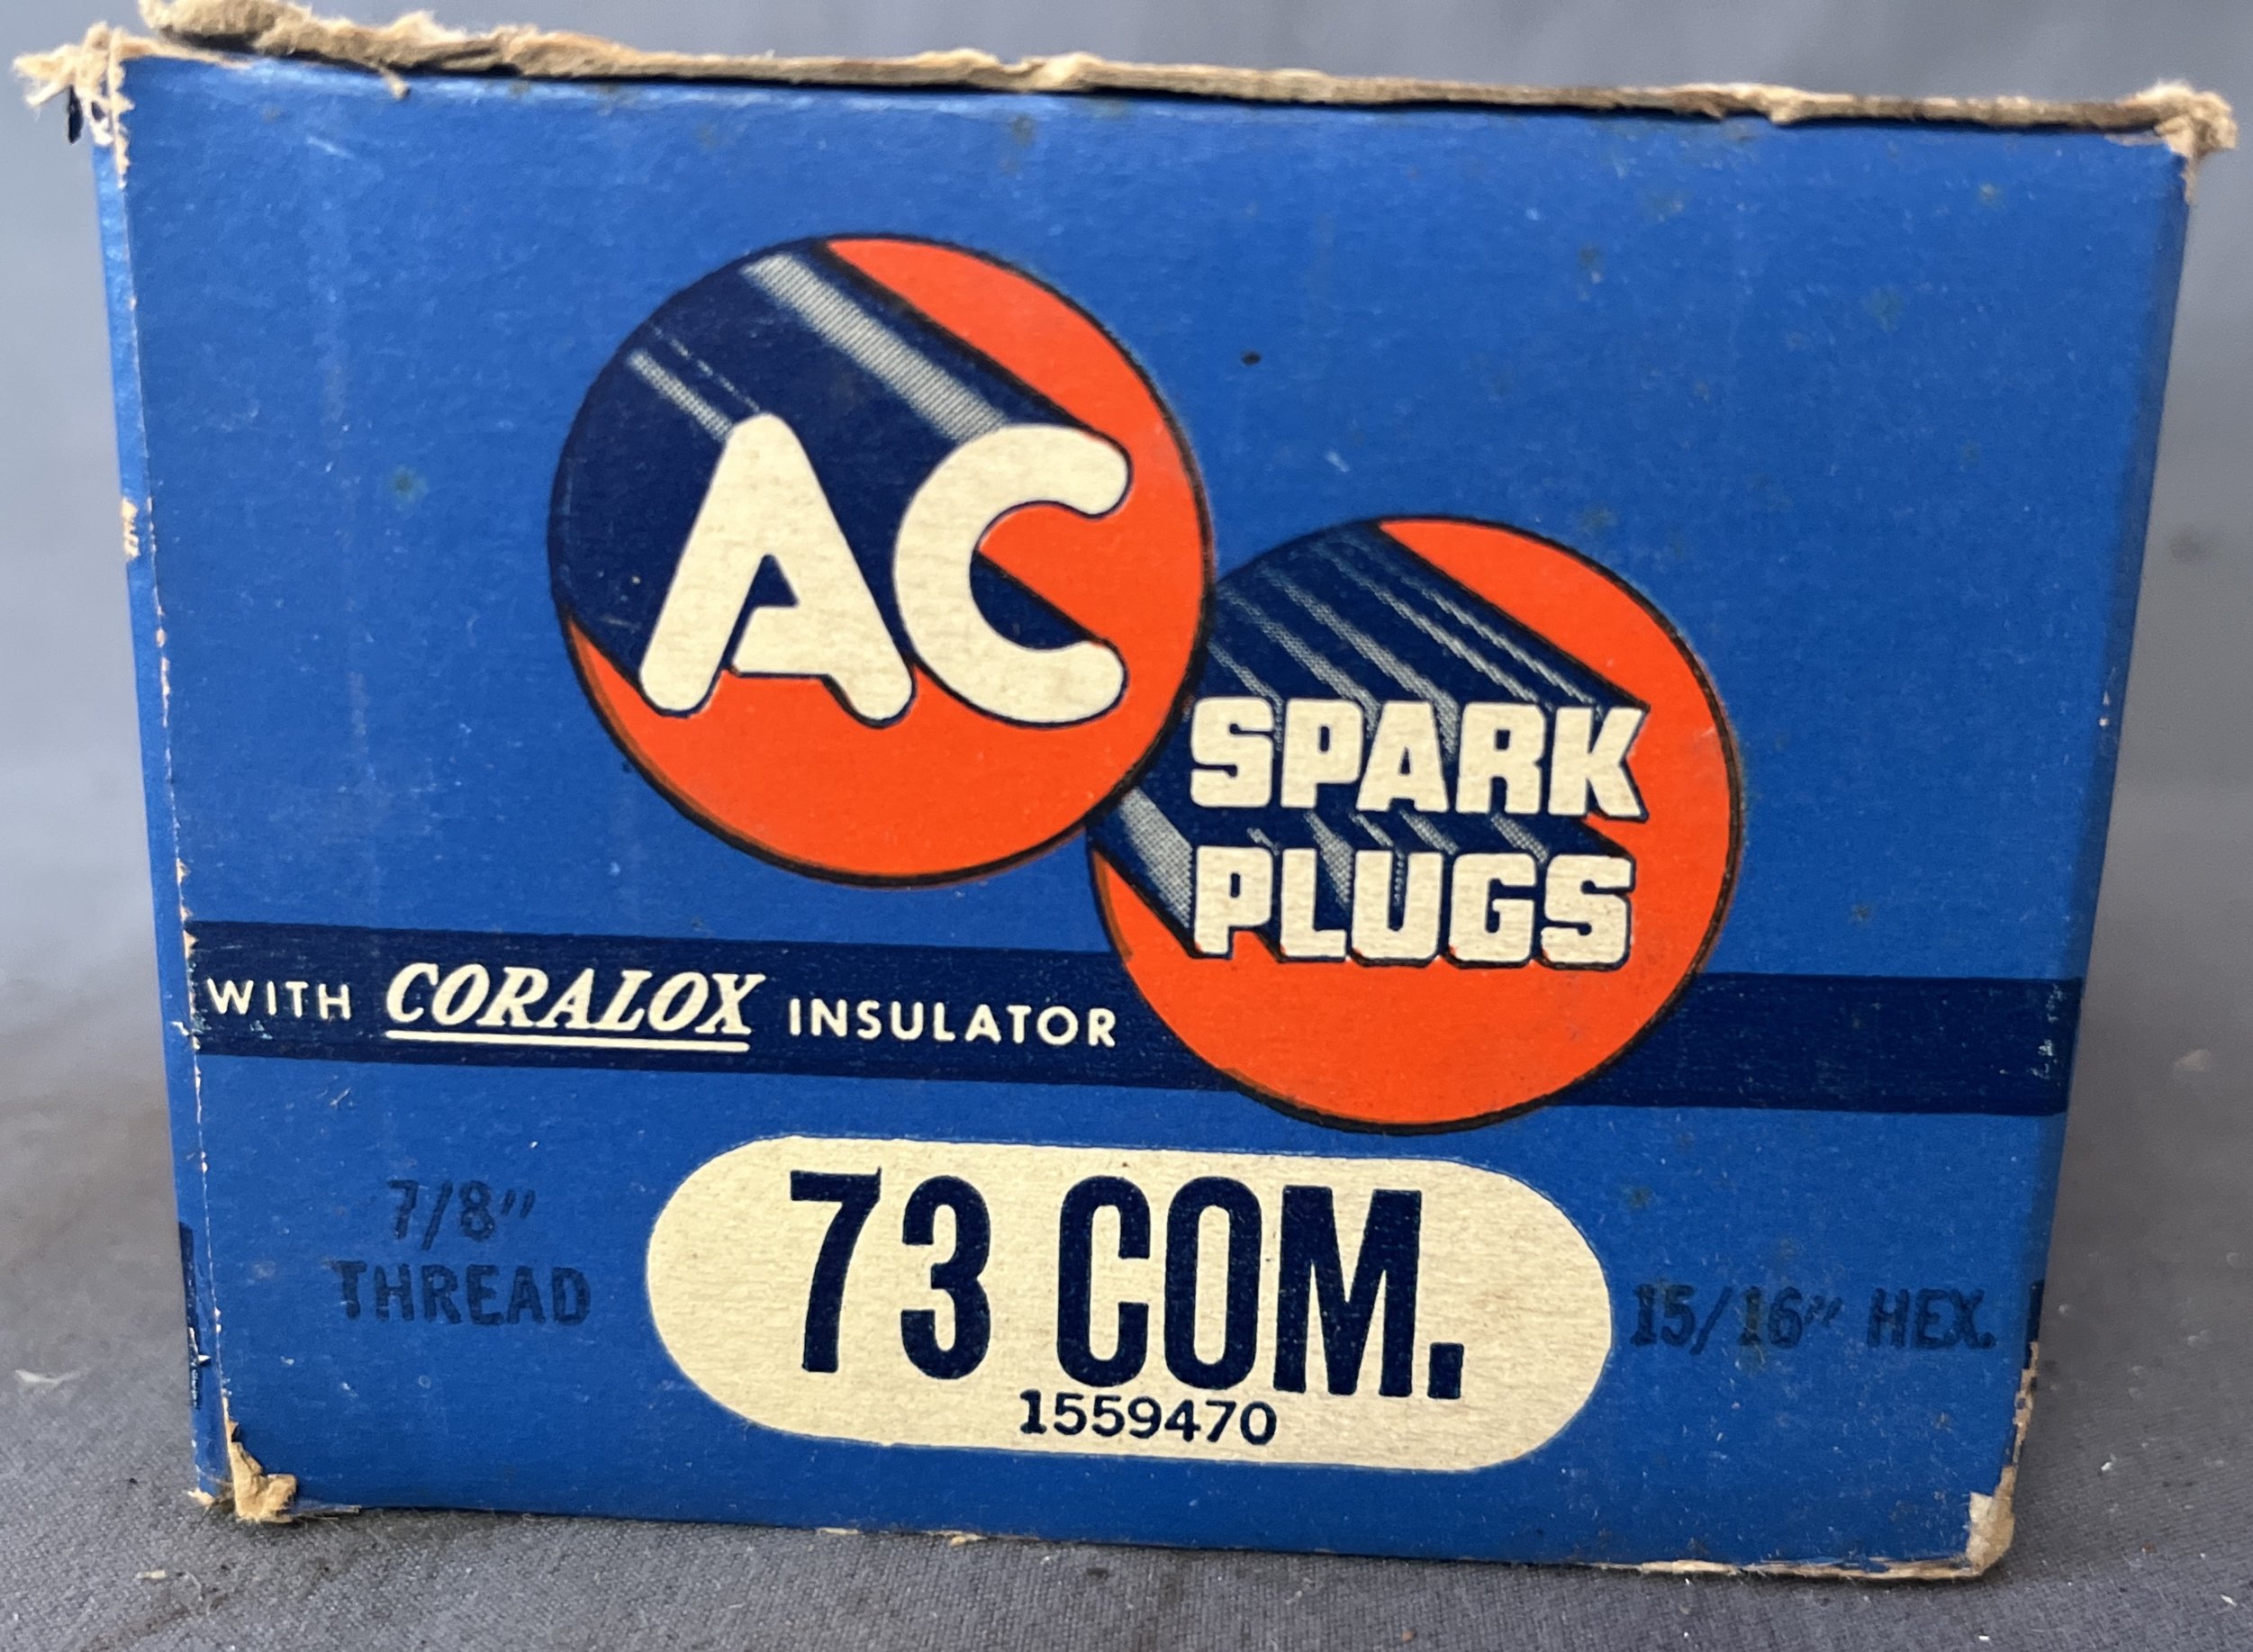 AC
SPARK
PLUGS
WITH CORALOX INSULATOR
7/8"
THREAD
73 COM.
1559470
15/16" HEX.